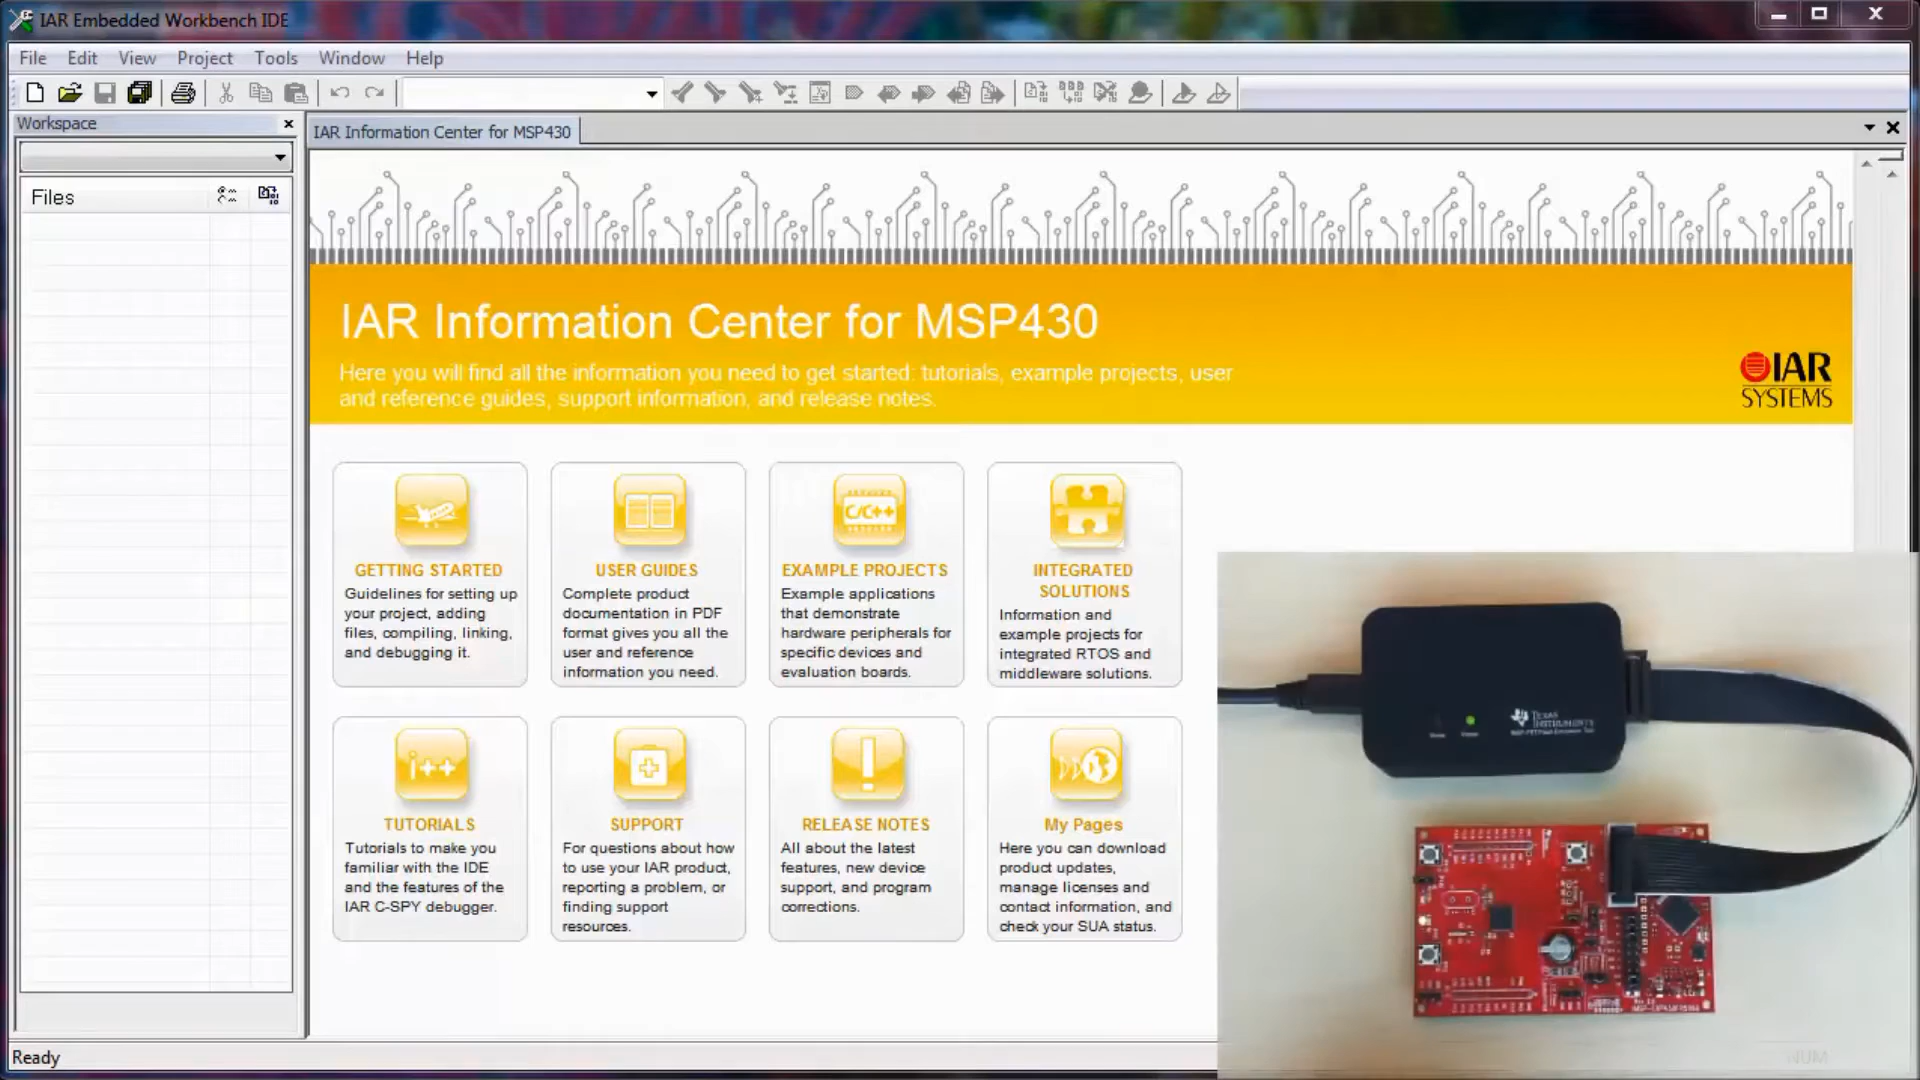 IAR Embedded Workbench IDE
File Edit View Project Tools Window Help
Workspace
IAR Information Center for MSP430
Files
IAR Information Center for MSP430
Here you will find all the information you need to get started: tutorials, example projects, user
and reference guides, support information, and release notes.
IAR
SYSTEMS
GETTING STARTED
Guidelines for setting up
your project, adding
files, compiling, linking,
and debugging it.
USER GUIDES
Complete product
documentation in PDF
format gives you all the
user and reference
information you need.
C/C++
EXAMPLE PROJECTS
Example applications
that demonstrate
hardware peripherals for
specific devices and
evaluation boards.
INTEGRATED
SOLUTIONS
Information and
example projects for
integrated RTOS and
middleware solutions.
i++
TUTORIALS
Tutorials to make you
familiar with the IDE
and the features of the
IAR C-SPY debugger.
SUPPORT
For questions about how
to use your IAR product,
reporting a problem, or
finding support
resources.
!
RELEASE NOTES
All about the latest
features, new device
support, and program
corrections.
My Pages
Here you can download
product updates,
manage licenses and
contact information, and
check your SUA status.
TEXAS
INSTRUMENTS
Ready
NUM